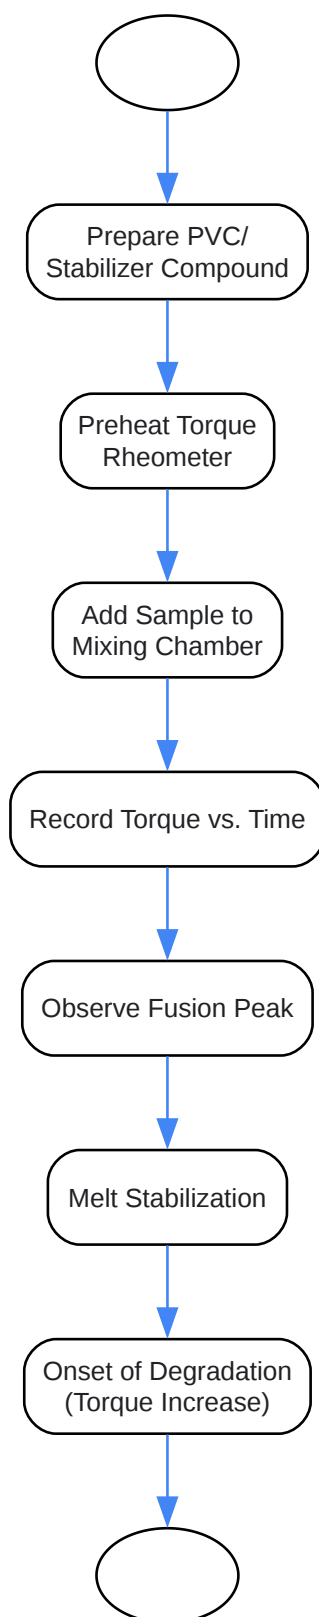 Prepare PVC/
Stabilizer Compound
Preheat Torque
Rheometer
Add Sample to
Mixing Chamber
Record Torque vs. Time
Observe Fusion Peak
Melt Stabilization
Onset of Degradation
(Torque Increase)